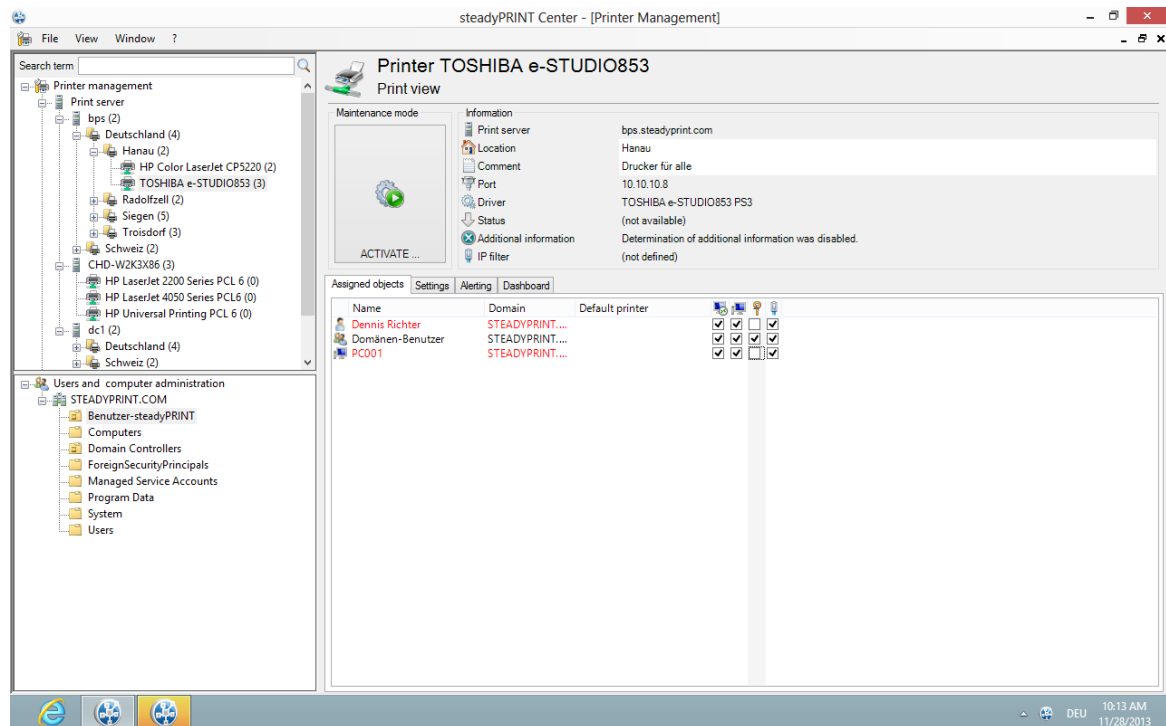 steadyPRINT Center - [Printer Management]
File View Window ?
Search term
Printer management
Print server
bps (2)
Deutschland (4)
Hanau (2)
HP Color LaserJet CP5220 (2)
TOSHIBA e-STUDIO853 (3)
Radolfzell (2)
Siegen (5)
Troisdorf (3)
Schweiz (2)
CHD-W2K3X86 (3)
HP LaserJet 2200 Series PCL 6 (0)
HP LaserJet 4050 Series PCL6 (0)
HP Universal Printing PCL 6 (0)
dc1 (2)
Deutschland (4)
Schweiz (2)
Users and computer administration
STEADYPRINT.COM
Benutzer-steadyPRINT
Computers
Domain Controllers
ForeignSecurityPrincipals
Managed Service Accounts
Program Data
System
Users
Printer TOSHIBA e-STUDIO853
Print view
Maintenance mode
ACTIVATE ...
Information
Print server bps.steadyprint.com
Location Hanau
Comment Drucker für alle
Port 10.10.10.8
Driver TOSHIBA e-STUDIO853 PS3
Status (not available)
Additional information Determination of additional information was disabled.
IP filter (not defined)
Assigned objects Settings Alerting Dashboard
Name Domain Default printer
Dennis Richter STEADYPRINT....
Domänen-Benutzer STEADYPRINT....
PC001 STEADYPRINT....
DEU 10:13 AM
11/28/2013